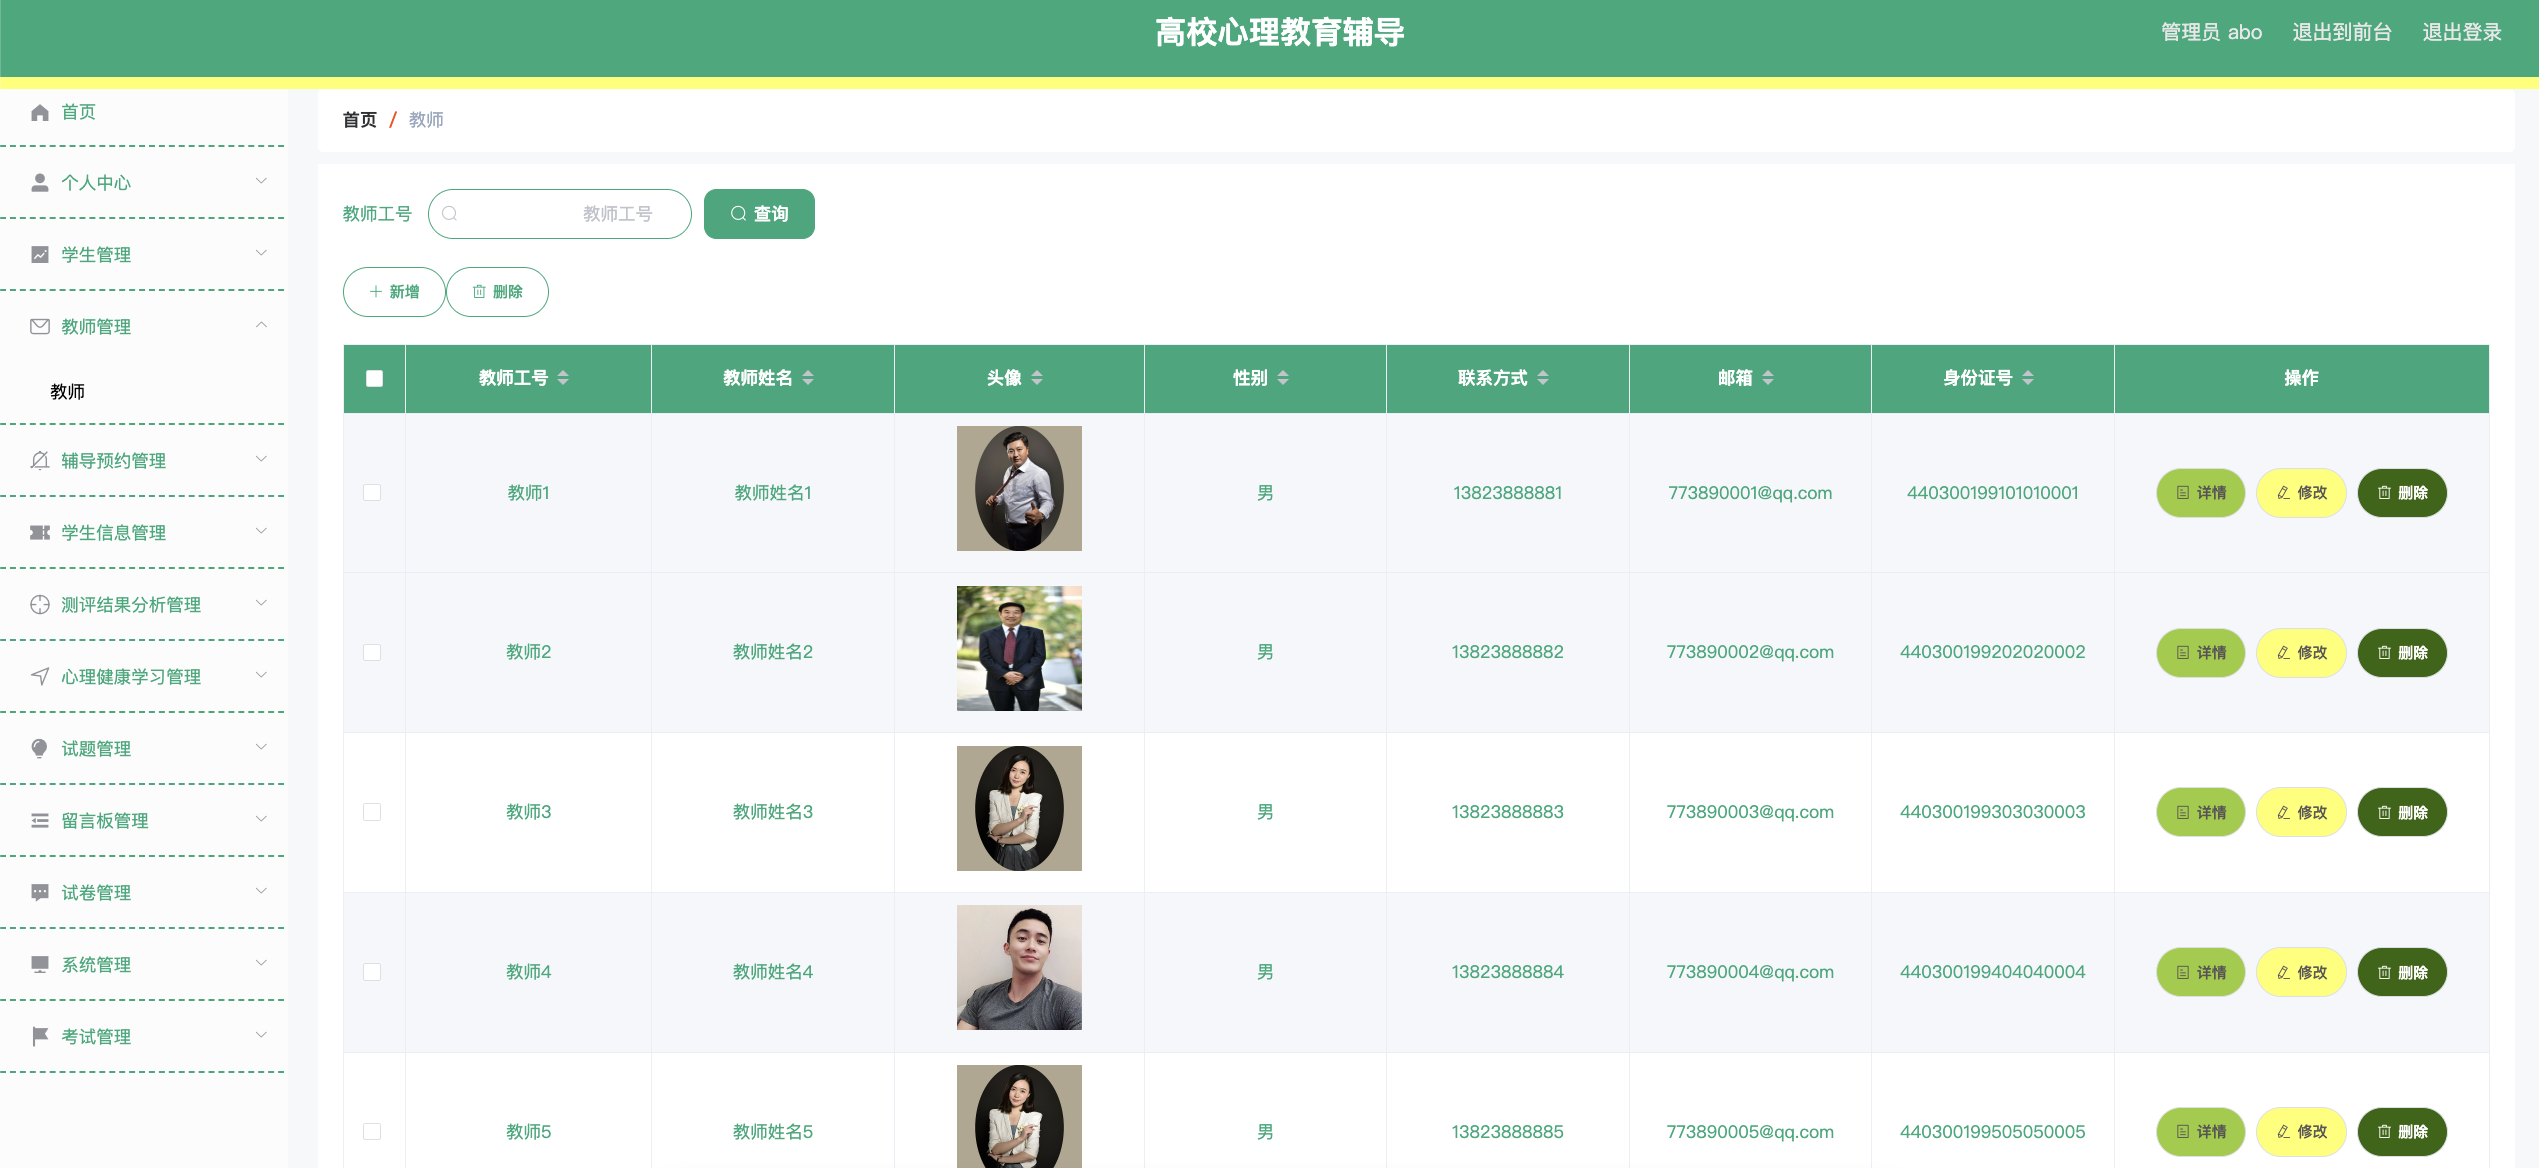 高校心理教育辅导
管理员 abo 退出到前台 退出登录
首页
个人中心
学生管理
教师管理
教师
辅导预约管理
学生信息管理
测评结果分析管理
心理健康学习管理
试题管理
留言板管理
试卷管理
系统管理
考试管理
首页 / 教师
教师工号 教师工号 查询
新增 删除
教师工号 教师姓名 头像 性别 联系方式 邮箱 身份证号 操作
教师1 教师姓名1 男 13823888881 773890001@qq.com 440300199101010001 详情 修改 删除
教师2 教师姓名2 男 13823888882 773890002@qq.com 440300199202020002 详情 修改 删除
教师3 教师姓名3 男 13823888883 773890003@qq.com 440300199303030003 详情 修改 删除
教师4 教师姓名4 男 13823888884 773890004@qq.com 440300199404040004 详情 修改 删除
教师5 教师姓名5 男 13823888885 773890005@qq.com 440300199505050005 详情 修改 删除